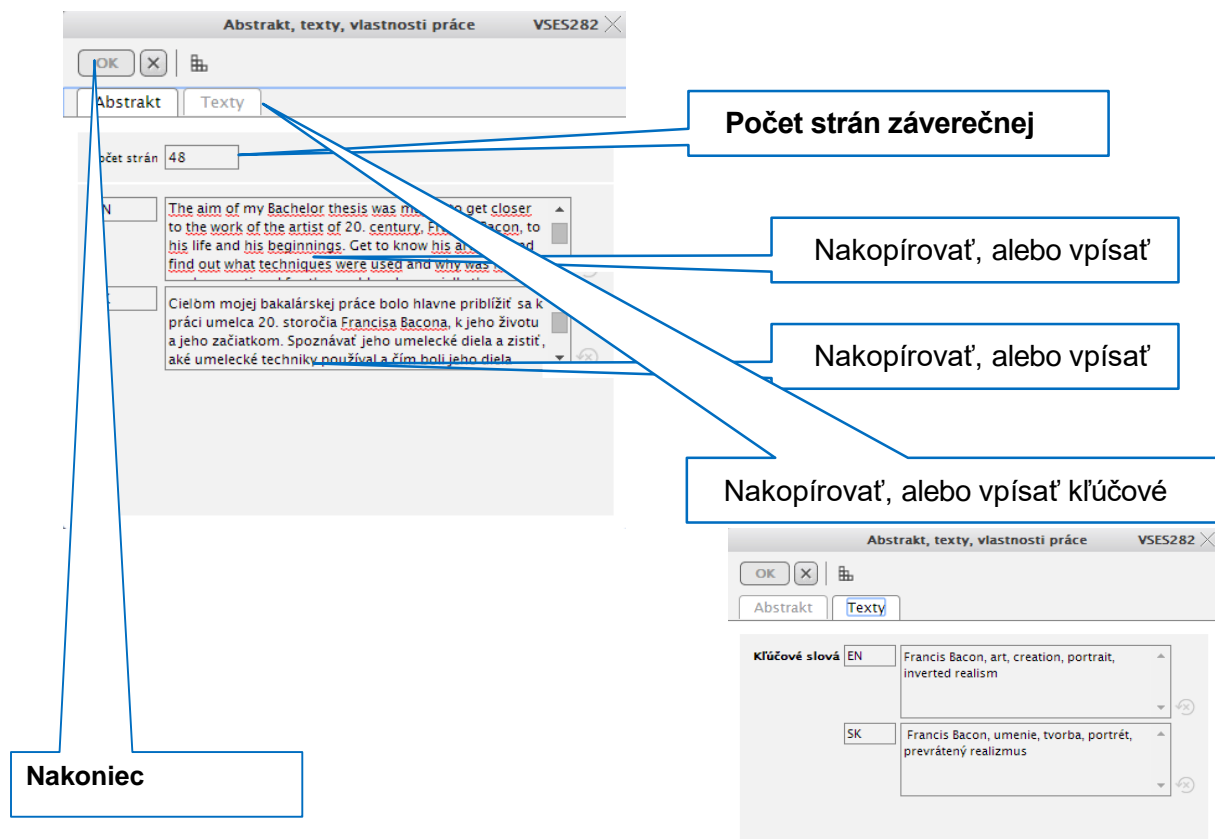 Abstrakt, texty, vlastnosti práce VSES282
OK
Abstrakt Texty
Počet strán záverečnej
očet strán 48
N
The aim of my Bachelor thesis was get closer
to the work of the artist of 20. century, Bacon, to
his life and his beginnings. Get to know his
find out what techniques were used and why was
Nakopírovať, alebo vpísať
Cieľom mojej bakalárskej práce bolo hlavne priblížiť sa k
práci umelca 20. storočia Francisa Bacona, k jeho životu
a jeho začiatkom. Spoznávať jeho umelecké diela a zistiť,
aké umelecké techniky používal a čím boli jeho diela
Nakopírovať, alebo vpísať
Nakopírovať, alebo vpísať kľúčové
Abstrakt, texty, vlastnosti práce VSES282
OK
Abstrakt Texty
Kľúčové slová EN Francis Bacon, art, creation, portrait,
inverted realism
SK Francis Bacon, umenie, tvorba, portrét,
prevrátený realizmus
Nakoniec